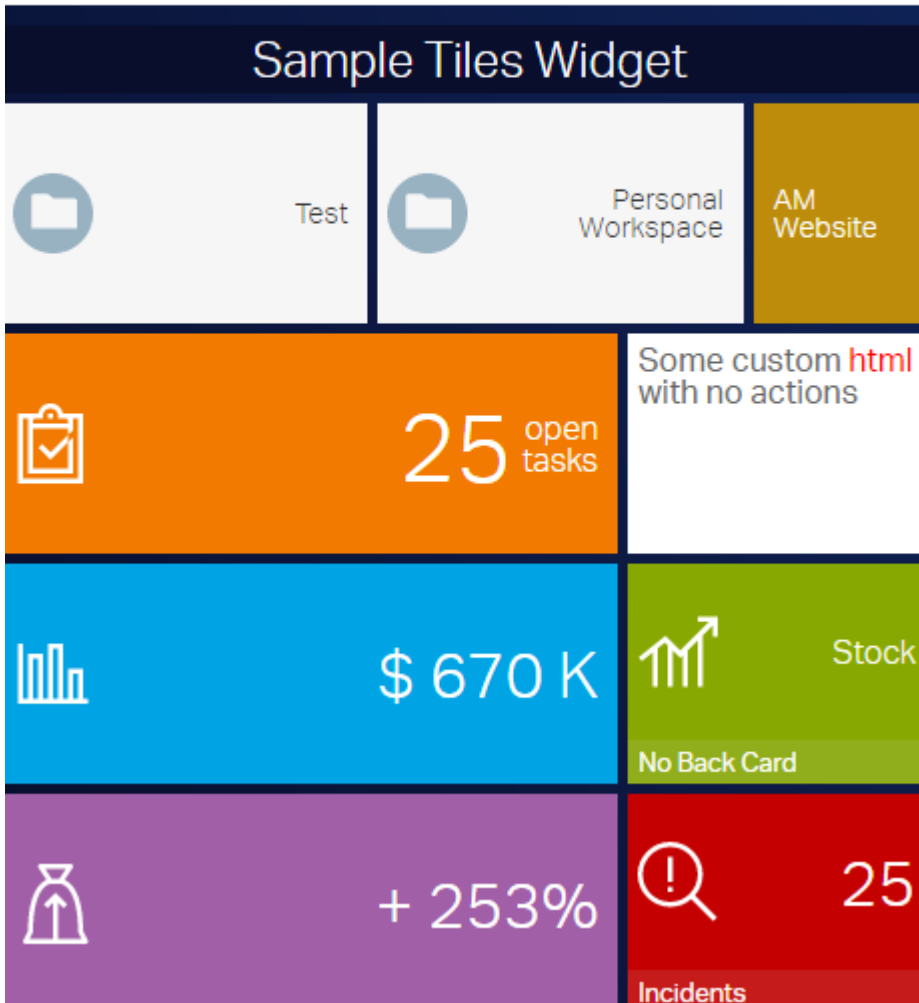 Sample Tiles Widget
Test
Personal
Workspace
AM
Website
25 open
tasks
Some custom html
with no actions
$ 670 K
Stock
No Back Card
+ 253%
25
Incidents